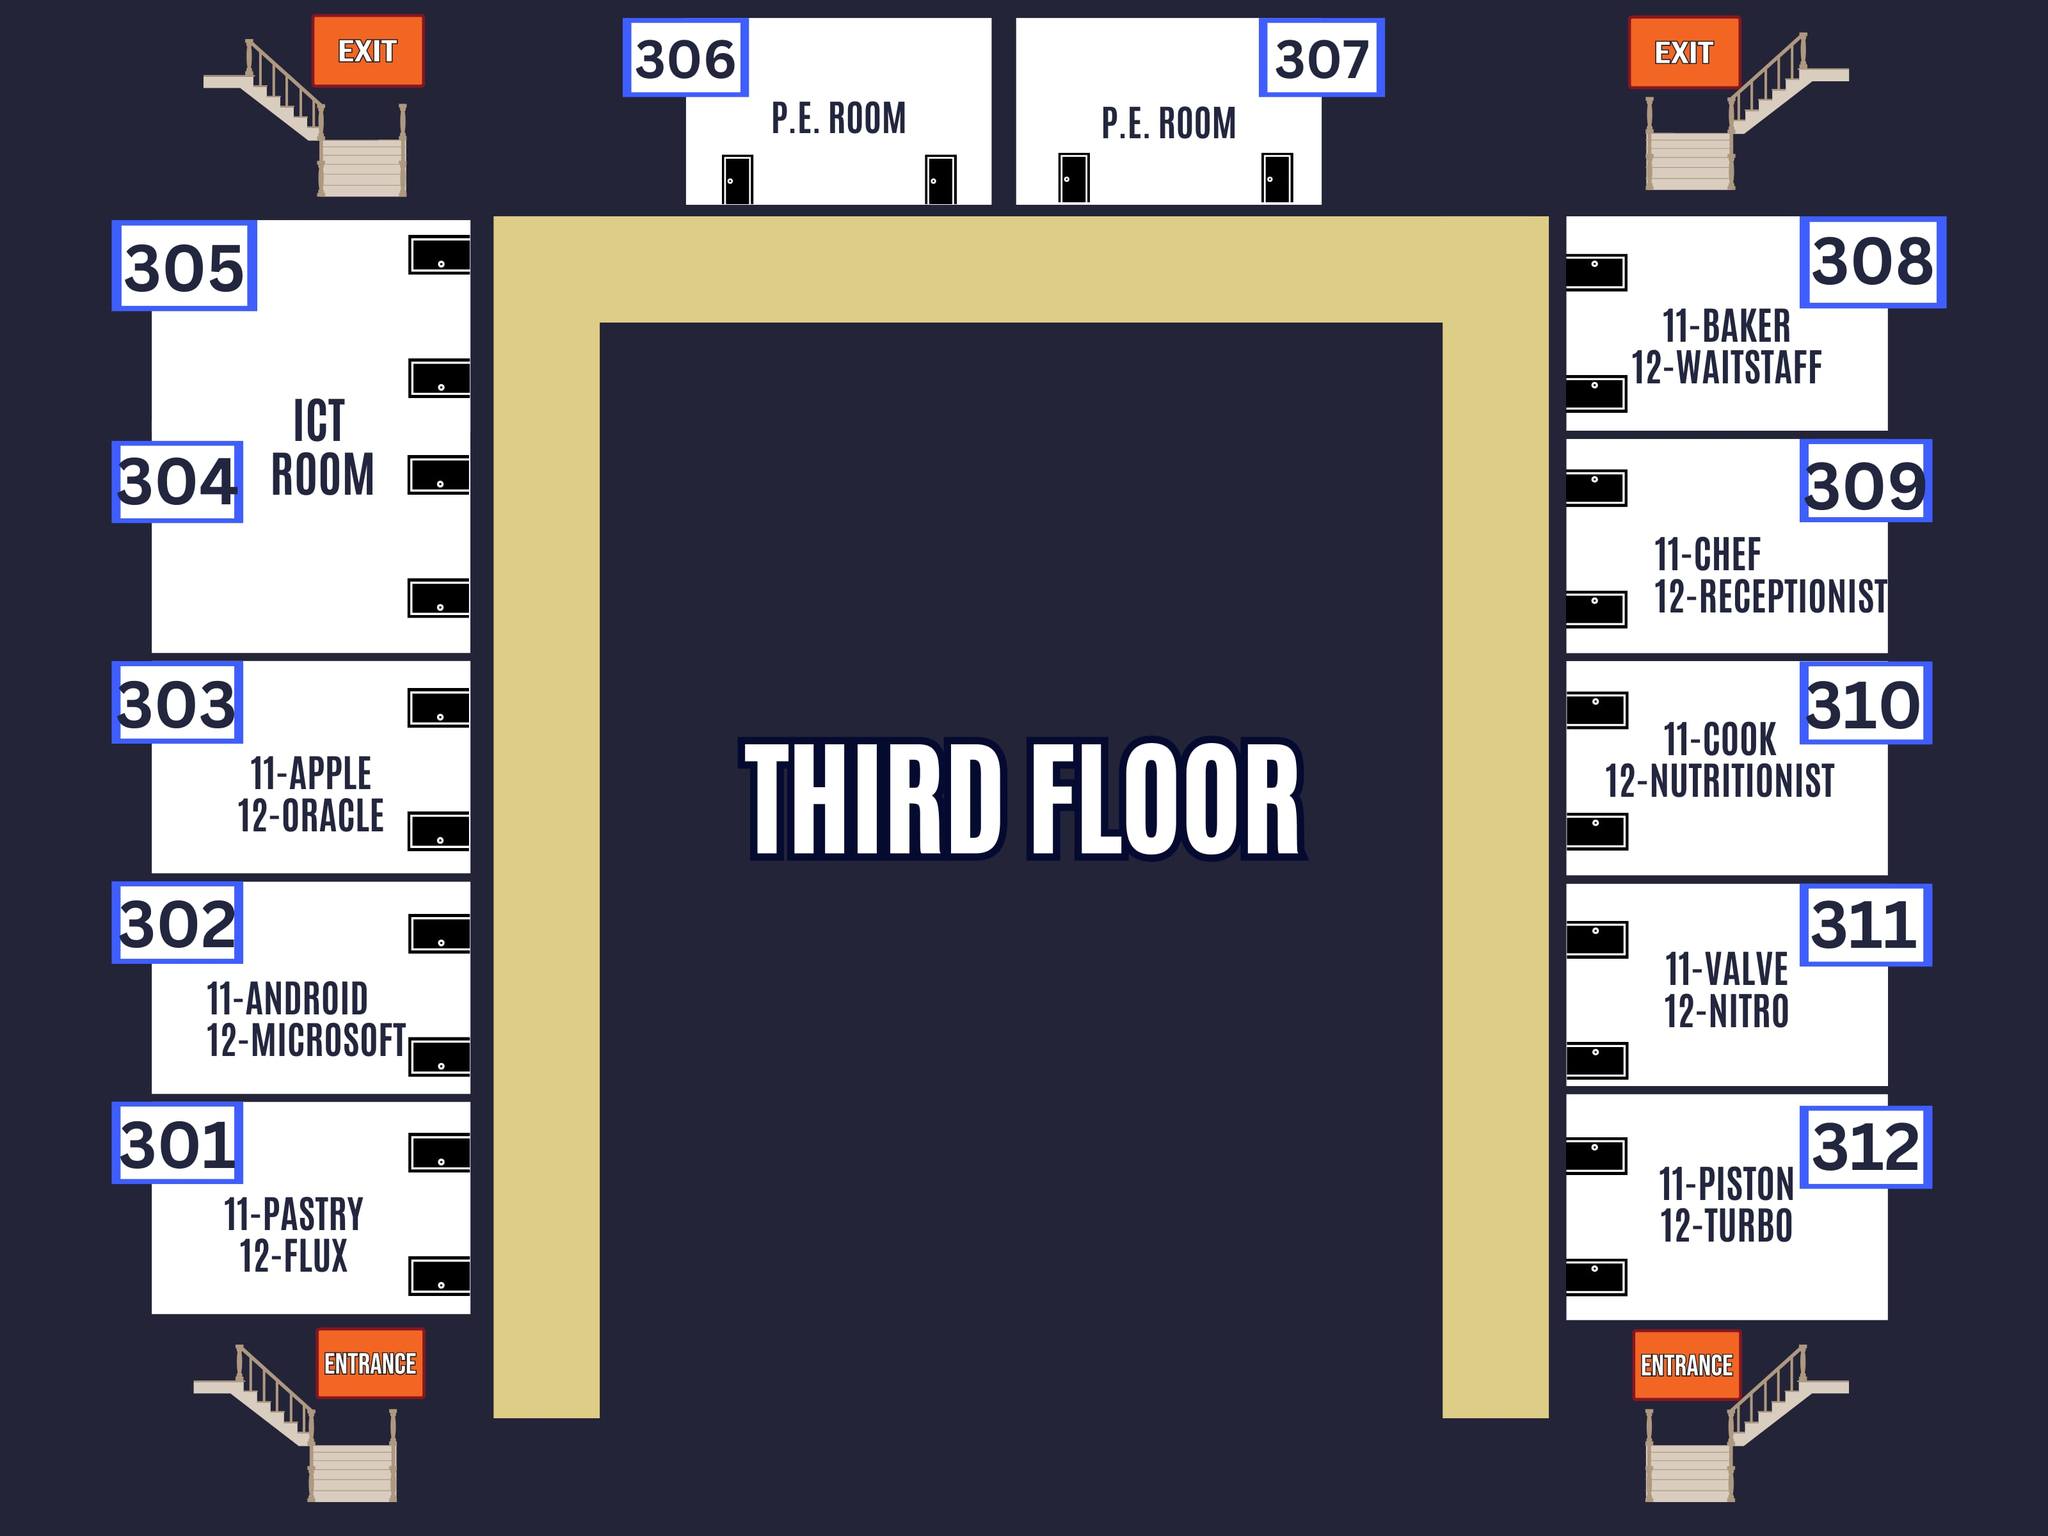 EXIT
306
P.E. ROOM
307
P.E. ROOM
EXIT
305
304
ICT
ROOM
303
11-APPLE
12-ORACLE
302
11-ANDROID
12-MICROSOFT
301
11-PASTRY
12-FLUX
ENTRANCE
THIRD FLOOR
308
11-BAKER
12-WAITSTAFF
309
11-CHEF
12-RECEPTIONIST
310
11-COOK
12-NUTRITIONIST
311
11-VALVE
12-NITRO
312
11-PISTON
12-TURBO
ENTRANCE